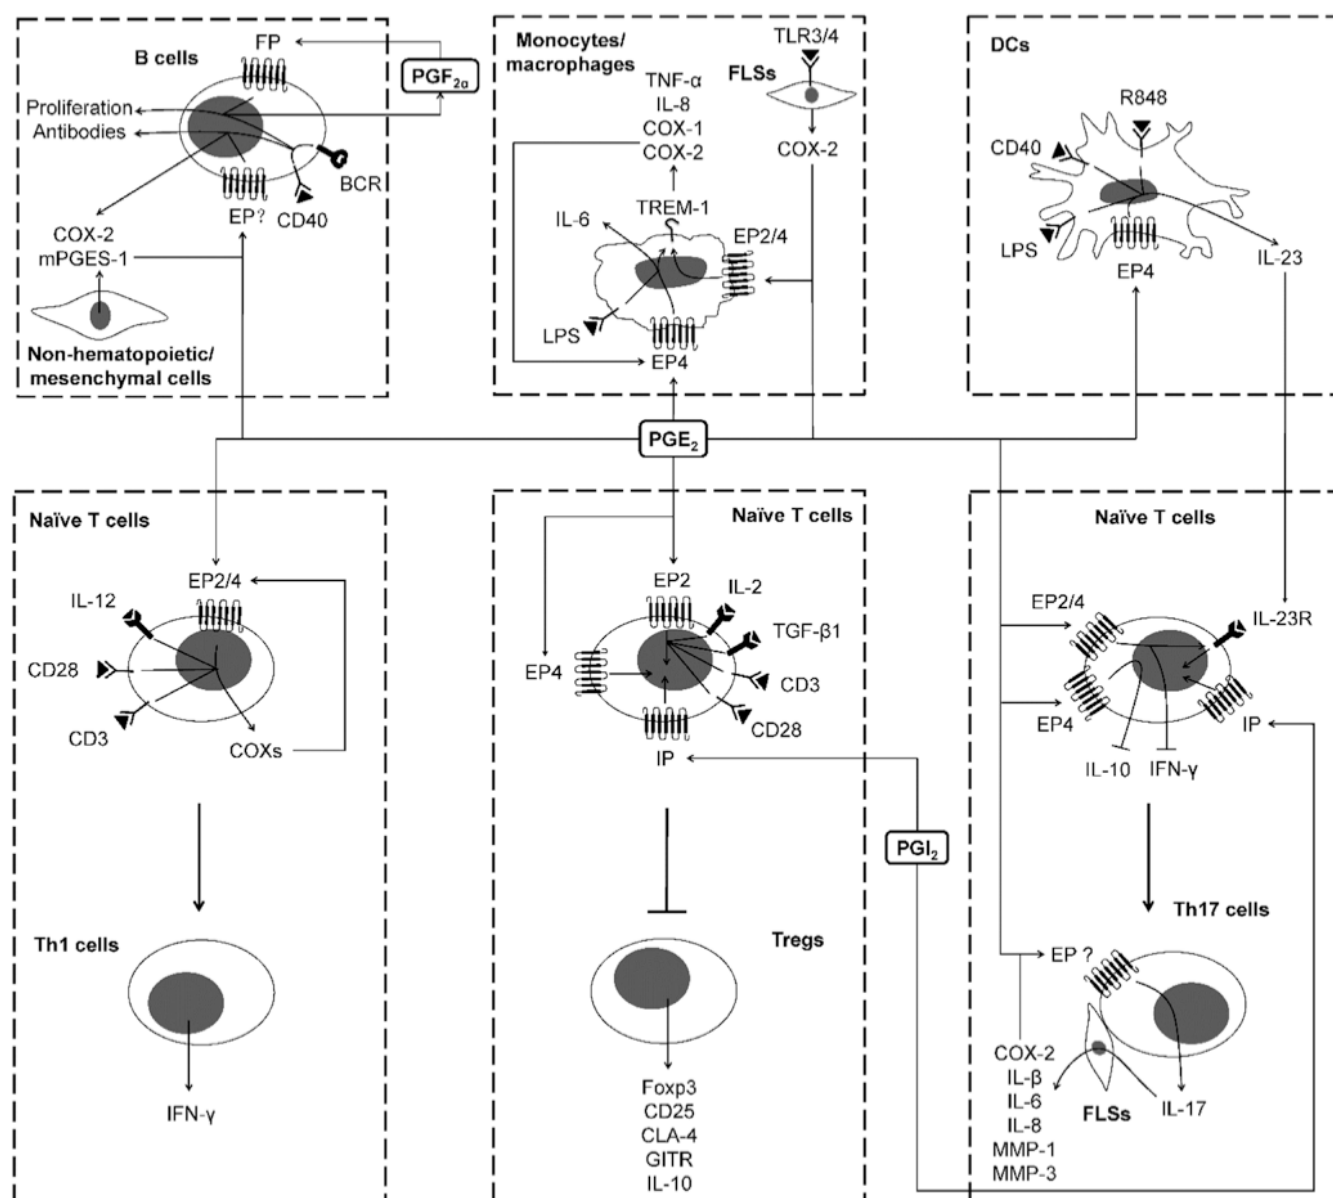 B cells
FP
PGF2α
Proliferation
Antibodies
BCR
CD40
EP?
COX-2
mPGES-1
Non-hematopoietic/
mesenchymal cells
Monocytes/
macrophages
TNF-α
IL-8
COX-1
COX-2
TREM-1
IL-6
EP2/4
LPS
EP4
TLR3/4
FLSs
COX-2
DCs
R848
CD40
LPS
EP4
IL-23
PGE2
Naïve T cells
EP2/4
IL-12
CD28
CD3
COXs
Th1 cells
IFN-γ
Naïve T cells
EP2
IL-2
TGF-β1
EP4
CD3
CD28
IP
Tregs
Foxp3
CD25
CLA-4
GITR
IL-10
PGI2
Naïve T cells
EP2/4
IL-23R
EP4
IP
IL-10
IFN-γ
Th17 cells
EP ?
COX-2
IL-β
IL-6
IL-8
MMP-1
MMP-3
FLSs
IL-17